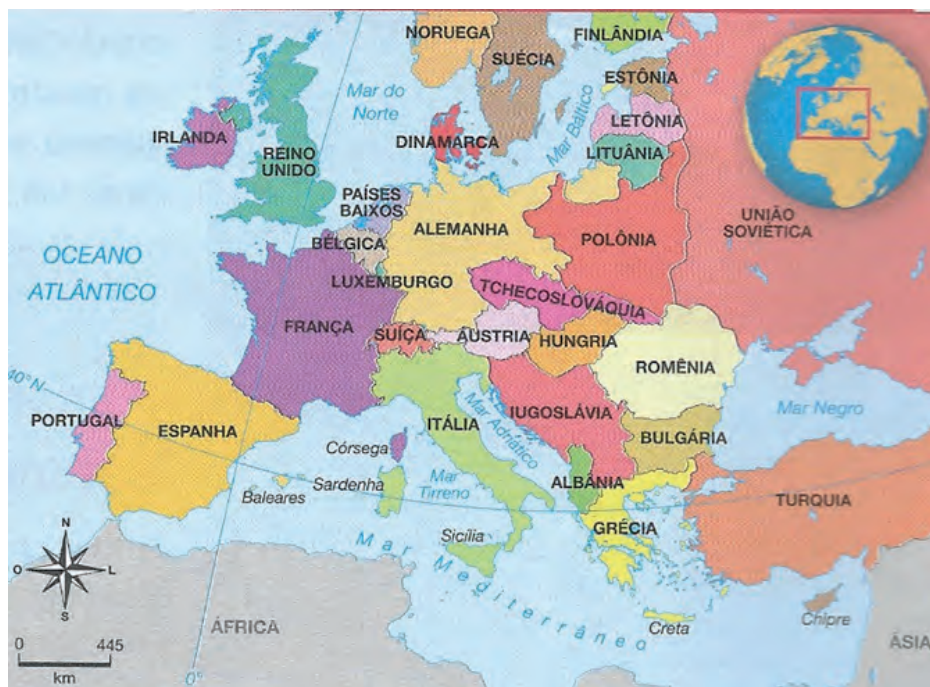 NORUEGA
SUÉCIA
FINLÂNDIA
ESTÔNIA
Mar do
Norte
Mar Báltico
LETÔNIA
IRLANDA
REINO
UNIDO
DINAMARCA
LITUÂNIA
PAÍSES
BAIXOS
ALEMANHA
POLÔNIA
UNIÃO
SOVIÉTICA
BÉLGICA
OCEANO
ATLÂNTICO
LUXEMBURGO
TCHECOSLOVÁQUIA
FRANÇA
SUÍÇA
ÁUSTRIA
HUNGRIA
ROMÊNIA
40°N
PORTUGAL
ESPANHA
ITÁLIA
Mar Adriático
IUGOSLÁVIA
Mar Negro
BULGÁRIA
Córsega
Sardenha
Mar
Tirreno
ALBÂNIA
Baleares
TURQUIA
GRÉCIA
Sicília
Mar Mediterrâneo
Creta
Chipre
N
O
L
S
ÁFRICA
ÁSIA
0 445
km
0°